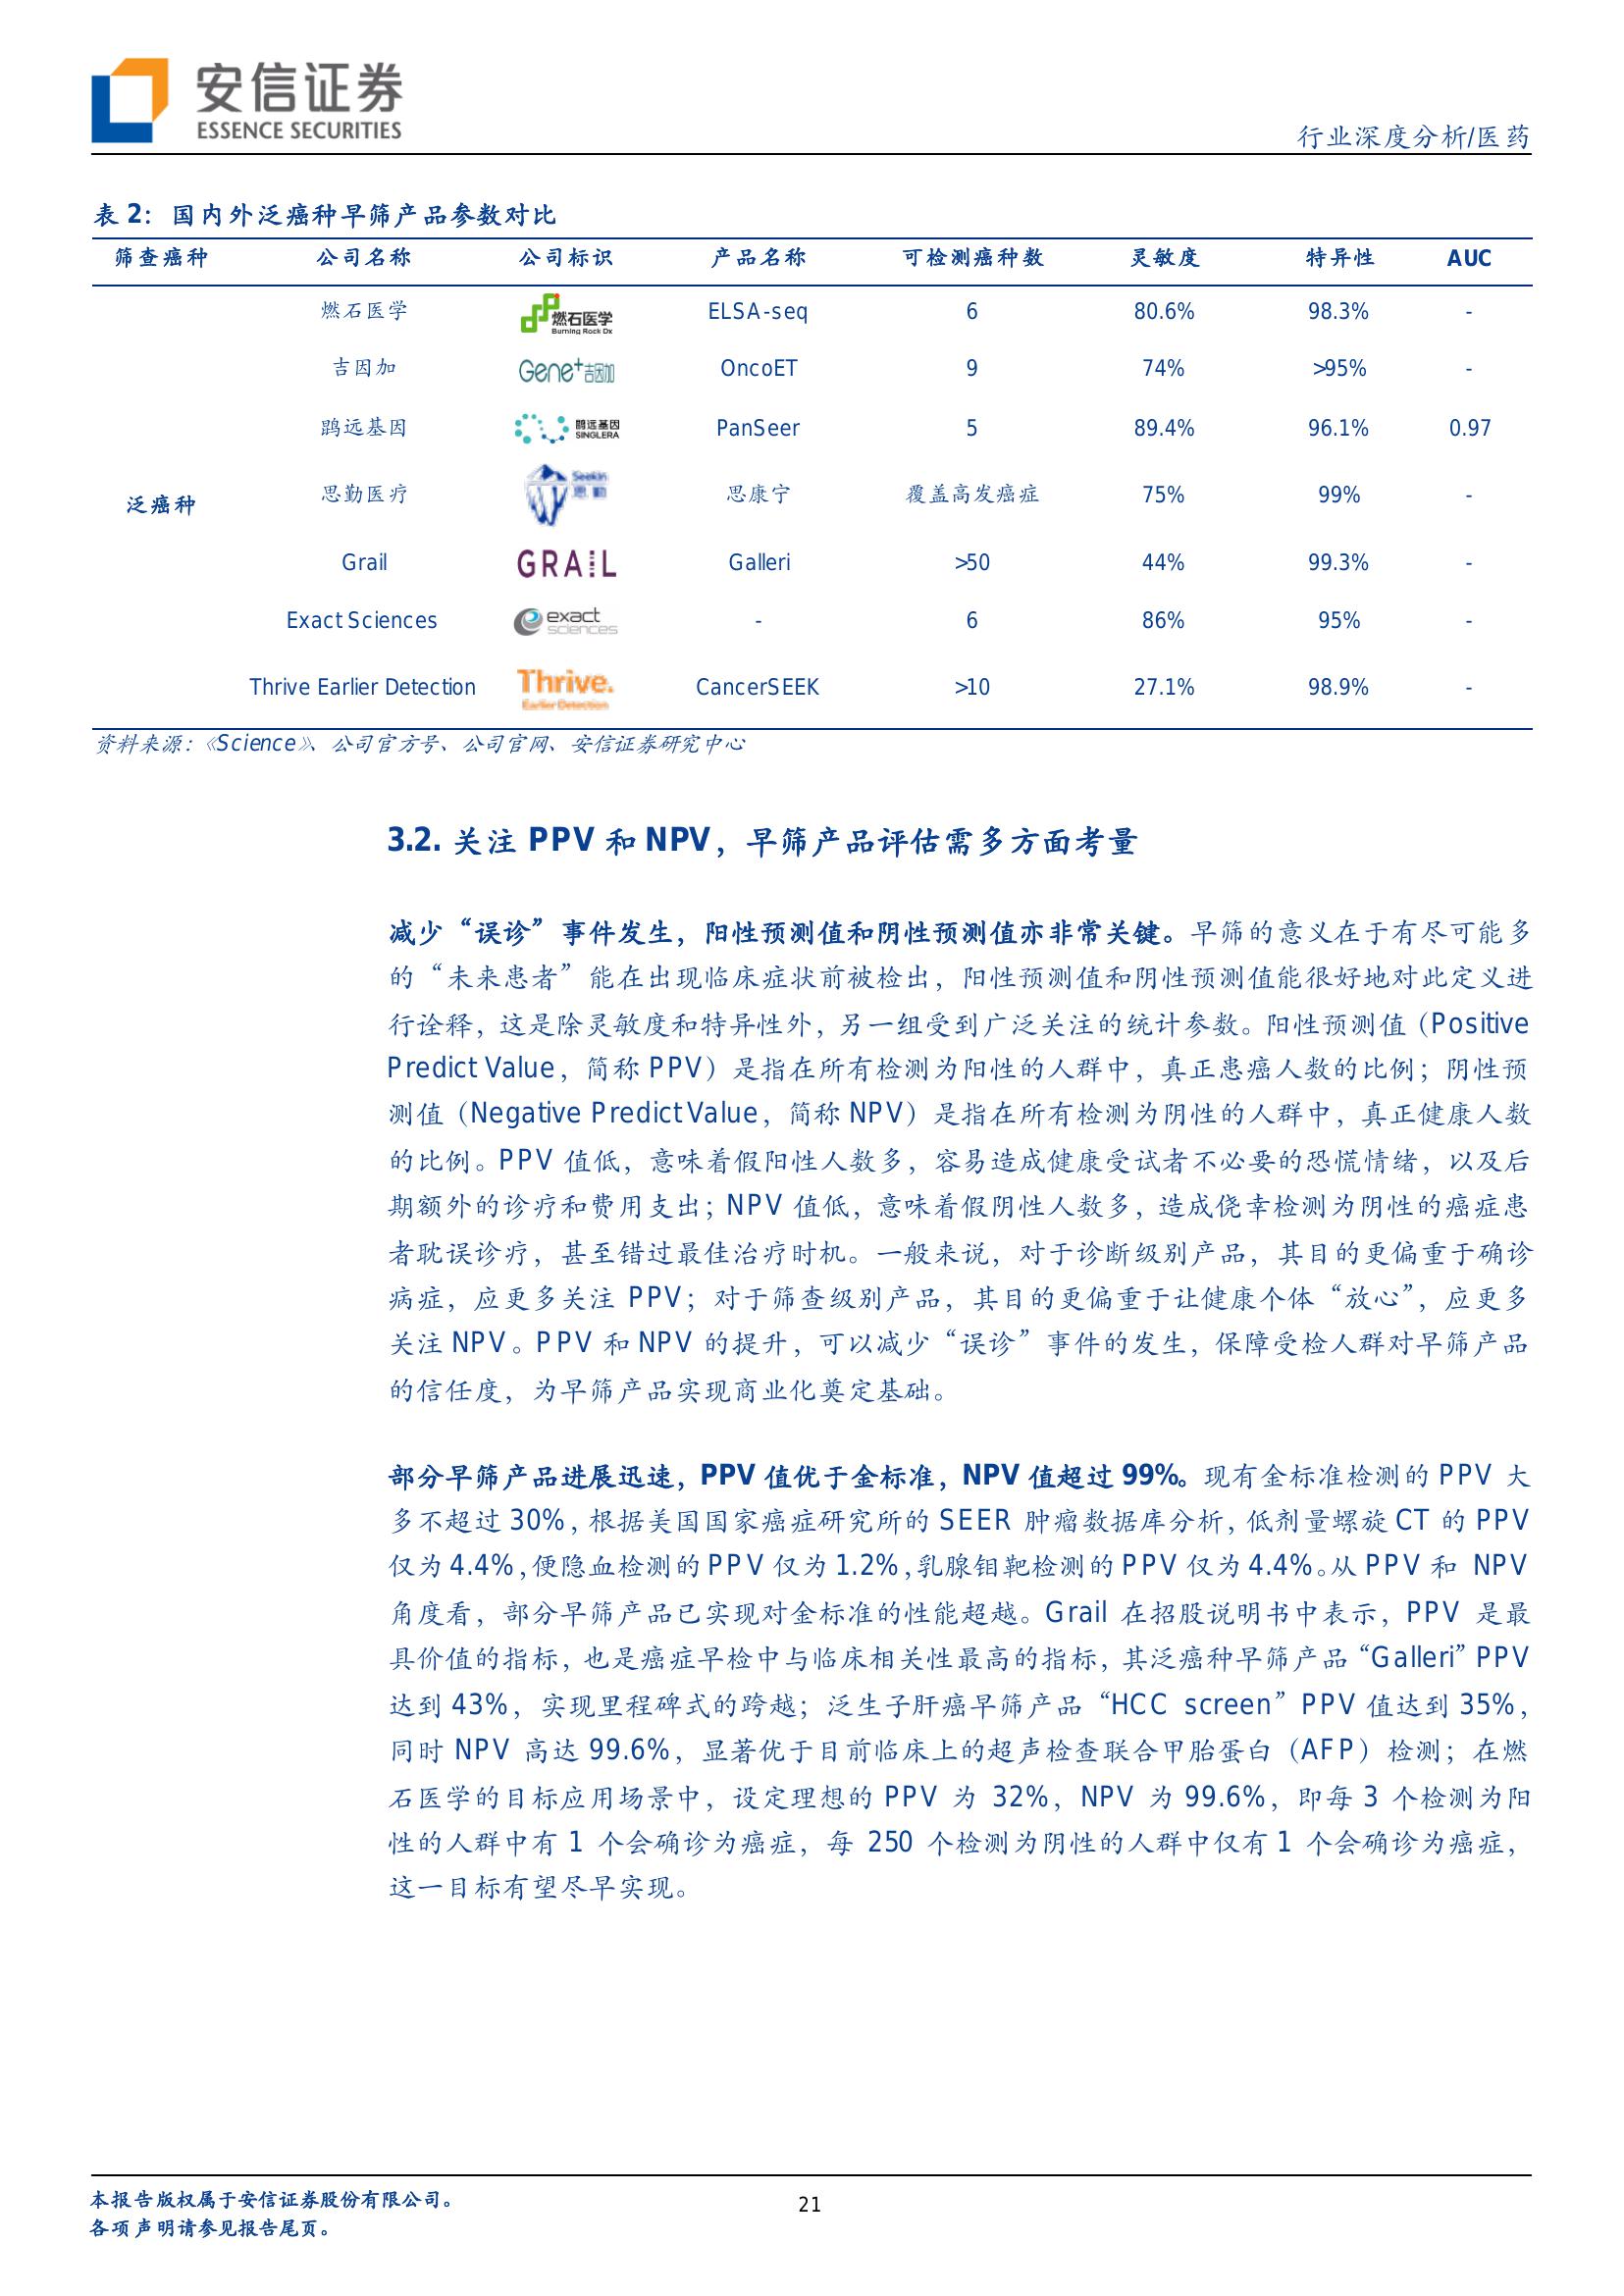 安信证券
ESSENCE SECURITIES
行业深度分析/医药
表 2：国内外泛癌种早筛产品参数对比
筛查癌种 公司名称 公司标识 产品名称 可检测癌种数 灵敏度 特异性 AUC
泛癌种
燃石医学 燃石医学 Burning Rock Dx ELSA-seq 6 80.6% 98.3% -
吉因加 Gene+吉因加 OncoET 9 74% >95% -
鹍远基因 鹍远基因 SINGLERA PanSeer 5 89.4% 96.1% 0.97
思勤医疗 Seekin 思勤 思康宁 覆盖高发癌症 75% 99% -
Grail GRAIL Galleri >50 44% 99.3% -
Exact Sciences exact sciences - 6 86% 95% -
Thrive Earlier Detection Thrive. Earlier Detection CancerSEEK >10 27.1% 98.9% -
资料来源：《Science》、公司官方号、公司官网、安信证券研究中心
3.2. 关注 PPV 和 NPV，早筛产品评估需多方面考量
减少“误诊”事件发生，阳性预测值和阴性预测值亦非常关键。早筛的意义在于有尽可能多
的“未来患者”能在出现临床症状前被检出，阳性预测值和阴性预测值能很好地对此定义进
行诠释，这是除灵敏度和特异性外，另一组受到广泛关注的统计参数。阳性预测值（Positive
Predict Value，简称 PPV）是指在所有检测为阳性的人群中，真正患癌人数的比例；阴性预
测值（Negative Predict Value，简称 NPV）是指在所有检测为阴性的人群中，真正健康人数
的比例。PPV 值低，意味着假阳性人数多，容易造成健康受试者不必要的恐慌情绪，以及后
期额外的诊疗和费用支出；NPV 值低，意味着假阴性人数多，造成侥幸检测为阴性的癌症患
者耽误诊疗，甚至错过最佳治疗时机。一般来说，对于诊断级别产品，其目的更偏重于确诊
病症，应更多关注 PPV；对于筛查级别产品，其目的更偏重于让健康个体“放心”，应更多
关注 NPV。PPV 和 NPV 的提升，可以减少“误诊”事件的发生，保障受检人群对早筛产品
的信任度，为早筛产品实现商业化奠定基础。
部分早筛产品进展迅速，PPV 值优于金标准，NPV 值超过 99%。现有金标准检测的 PPV 大
多不超过 30%，根据美国国家癌症研究所的 SEER 肿瘤数据库分析，低剂量螺旋 CT 的 PPV
仅为 4.4%，便隐血检测的 PPV 仅为 1.2%，乳腺钼靶检测的 PPV 仅为 4.4%。从 PPV 和 NPV
角度看，部分早筛产品已实现对金标准的性能超越。Grail 在招股说明书中表示，PPV 是最
具价值的指标，也是癌症早检中与临床相关性最高的指标，其泛癌种早筛产品“Galleri”PPV
达到 43%，实现里程碑式的跨越；泛生子肝癌早筛产品“HCC screen”PPV 值达到 35%，
同时 NPV 高达 99.6%，显著优于目前临床上的超声检查联合甲胎蛋白（AFP）检测；在燃
石医学的目标应用场景中，设定理想的 PPV 为 32%，NPV 为 99.6%，即每 3 个检测为阳
性的人群中有 1 个会确诊为癌症，每 250 个检测为阴性的人群中仅有 1 个会确诊为癌症，
这一目标有望尽早实现。
本报告版权属于安信证券股份有限公司。
各项声明请参见报告尾页。
21